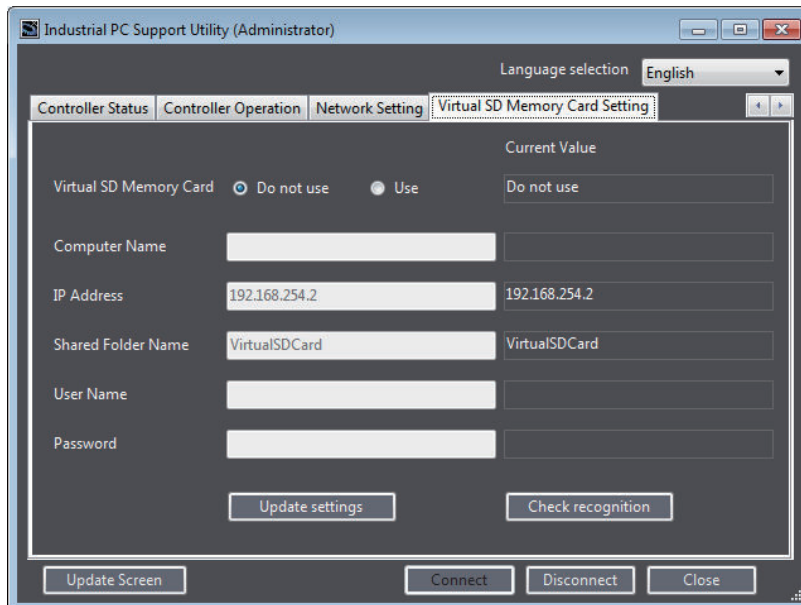 Industrial PC Support Utility (Administrator)
Language selection English
Controller Status Controller Operation Network Setting Virtual SD Memory Card Setting
Current Value
Virtual SD Memory Card Do not use Use Do not use
Computer Name
IP Address 192.168.254.2 192.168.254.2
Shared Folder Name VirtualSDCard VirtualSDCard
User Name
Password
Update settings Check recognition
Update Screen Connect Disconnect Close